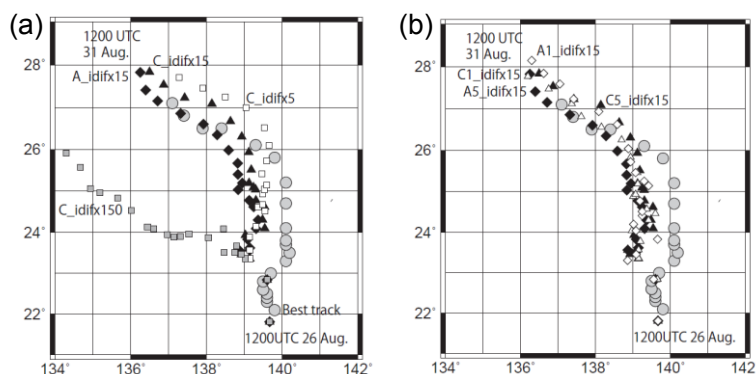 (a)
1200 UTC
31 Aug.
C_idifx15
A_idifx15
C_idifx5
C_idifx150
Best track
1200UTC 26 Aug.
28°
26°
24°
22°
134°
136°
138°
140°
142°
(b)
1200 UTC
31 Aug.
A1_idifx15
C1_idifx15
A5_idifx15
C5_idifx15
1200UTC 26 Aug.
28°
26°
24°
22°
134°
136°
138°
140°
142°